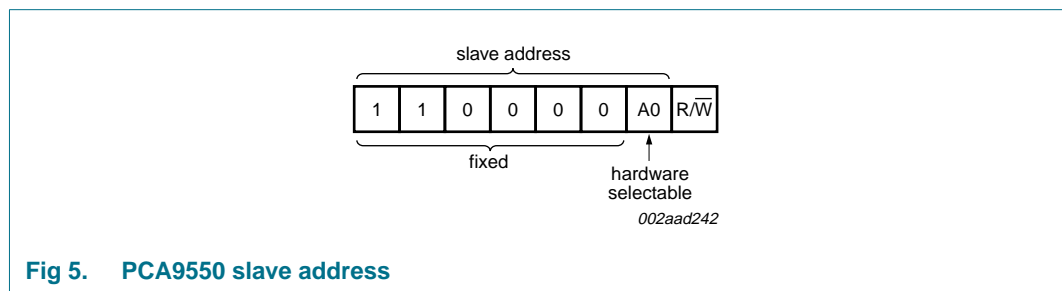 slave address
1 1 0 0 0 0 A0 R/W̅
fixed
hardware
selectable
002aad242
Fig 5. PCA9550 slave address